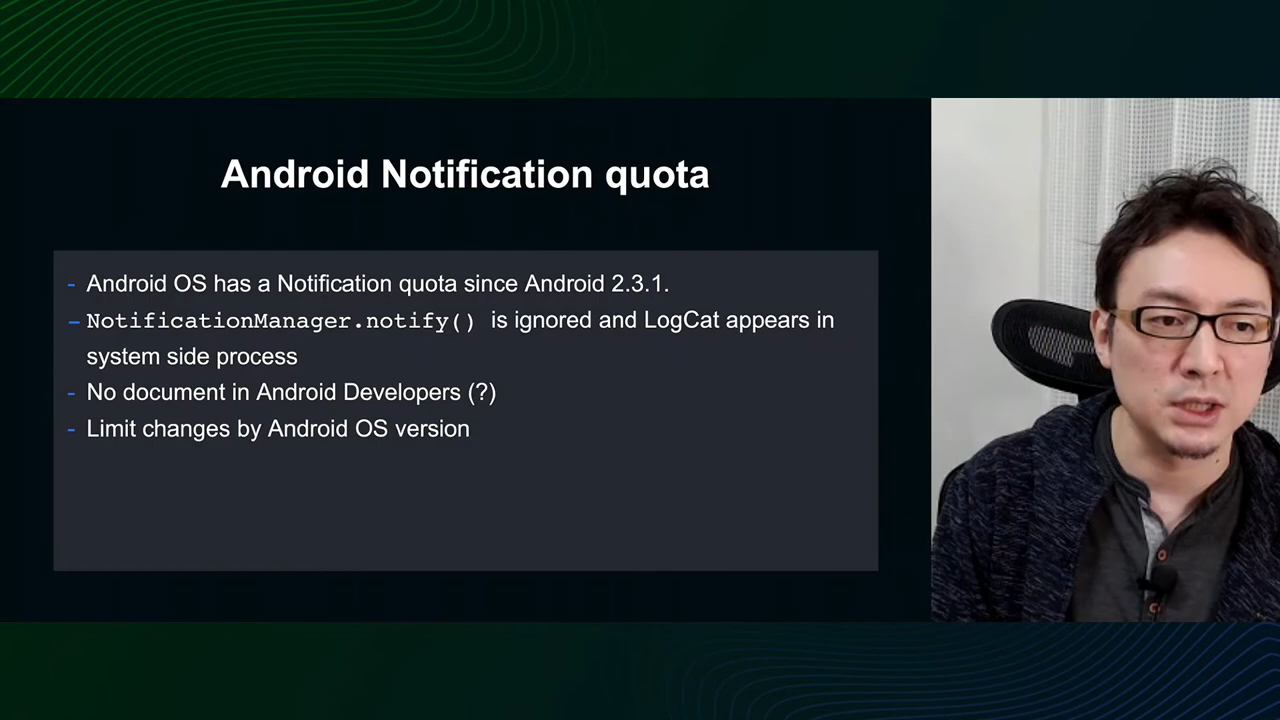 Android Notification quota
- Android OS has a Notification quota since Android 2.3.1.
- NotificationManager.notify() is ignored and LogCat appears in
system side process
- No document in Android Developers (?)
- Limit changes by Android OS version